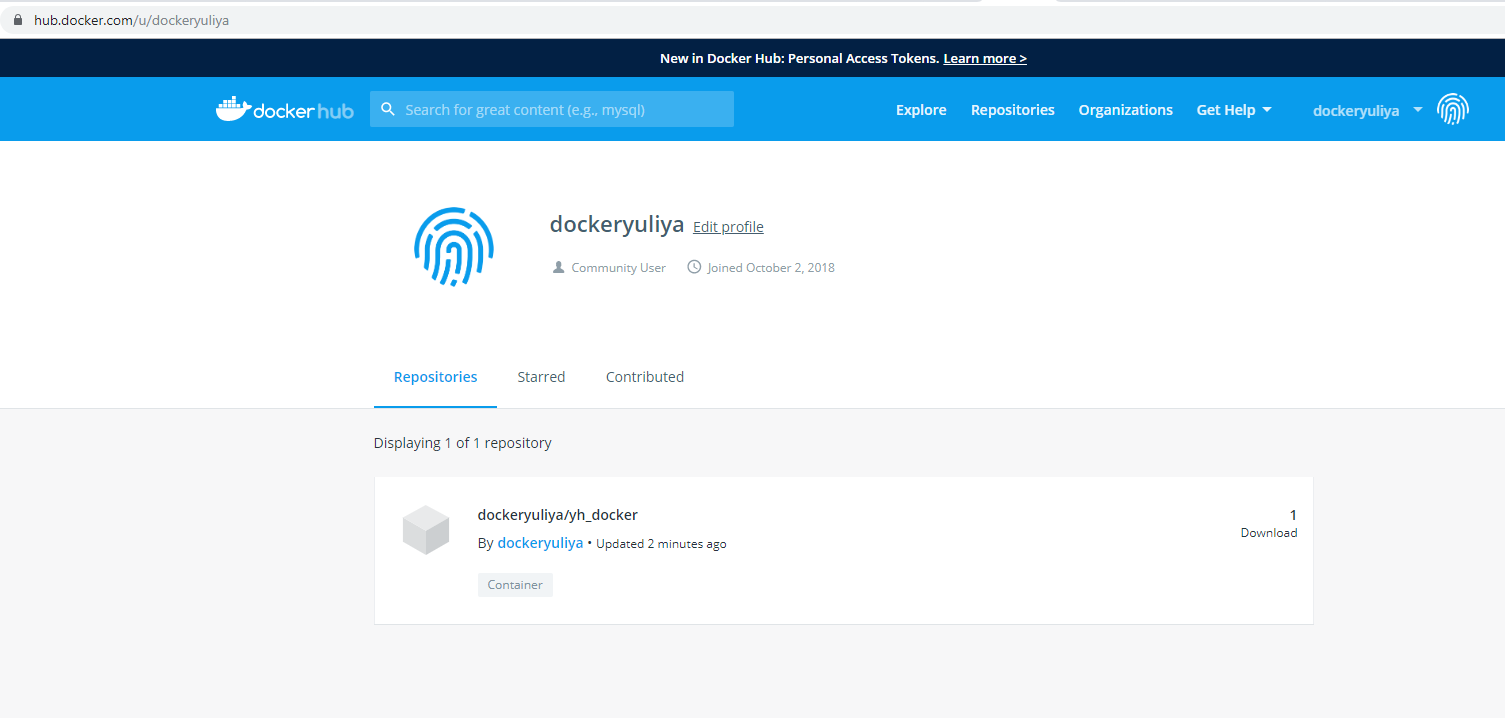 hub.docker.com/u/dockeryuliya
New in Docker Hub: Personal Access Tokens. Learn more >
docker hub
Search for great content (e.g., mysql)
Explore
Repositories
Organizations
Get Help
dockeryuliya
dockeryuliya Edit profile
Community User
Joined October 2, 2018
Repositories
Starred
Contributed
Displaying 1 of 1 repository
dockeryuliya/yh_docker
1
By dockeryuliya • Updated 2 minutes ago
Download
Container